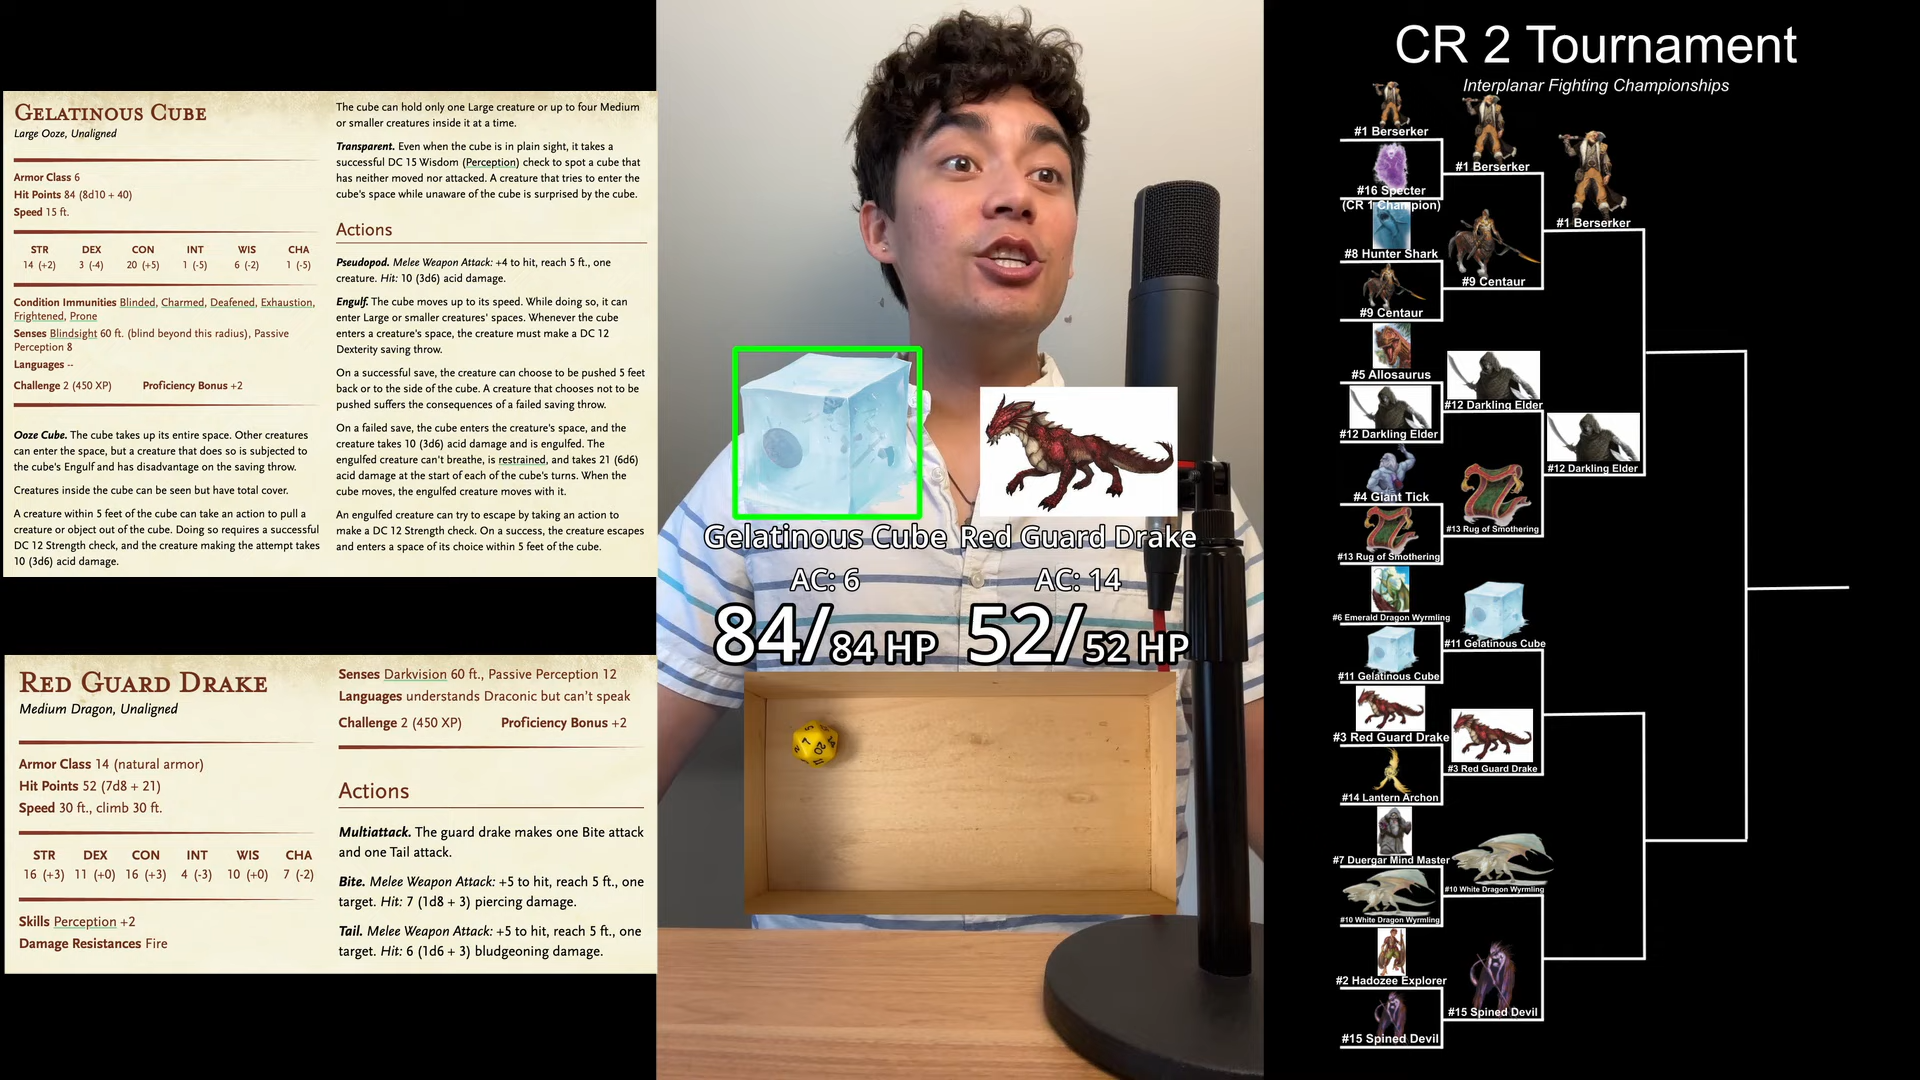 GELATINOUS CUBE
Large Ooze, Unaligned
Armor Class 6
Hit Points 84 (8d10 + 40)
Speed 15 ft.
STR DEX CON INT WIS CHA
14 (+2) 3 (-4) 20 (+5) 1 (-5) 6 (-2) 1 (-5)
Condition Immunities Blinded, Charmed, Deafened, Exhaustion,
Frightened, Prone
Senses Blindsight 60 ft. (blind beyond this radius), Passive
Perception 8
Languages --
Challenge 2 (450 XP) Proficiency Bonus +2
Ooze Cube. The cube takes up its entire space. Other creatures
can enter the space, but a creature that does so is subjected to
the cube's Engulf and has disadvantage on the saving throw.
Creatures inside the cube can be seen but have total cover.
A creature within 5 feet of the cube can take an action to pull a
creature or object out of the cube. Doing so requires a successful
DC 12 Strength check, and the creature making the attempt takes
10 (3d6) acid damage.
The cube can hold only one Large creature or up to four Medium
or smaller creatures inside it at a time.
Transparent. Even when the cube is in plain sight, it takes a
successful DC 15 Wisdom (Perception) check to spot a cube that
has neither moved nor attacked. A creature that tries to enter the
cube's space while unaware of the cube is surprised by the cube.
Actions
Pseudopod. Melee Weapon Attack: +4 to hit, reach 5 ft., one
creature. Hit: 10 (3d6) acid damage.
Engulf. The cube moves up to its speed. While doing so, it can
enter Large or smaller creatures' spaces. Whenever the cube
enters a creature's space, the creature must make a DC 12
Dexterity saving throw.
On a successful save, the creature can choose to be pushed 5 feet
back or to the side of the cube. A creature that chooses not to be
pushed suffers the consequences of a failed saving throw.
On a failed save, the cube enters the creature's space, and the
creature takes 10 (3d6) acid damage and is engulfed. The
engulfed creature can't breathe, is restrained, and takes 21 (6d6)
acid damage at the start of each of the cube's turns. When the
cube moves, the engulfed creature moves with it.
An engulfed creature can try to escape by taking an action to
make a DC 12 Strength check. On a success, the creature escapes
and enters a space of its choice within 5 feet of the cube.
RED GUARD DRAKE
Medium Dragon, Unaligned
Armor Class 14 (natural armor)
Hit Points 52 (7d8 + 21)
Speed 30 ft., climb 30 ft.
STR DEX CON INT WIS CHA
16 (+3) 11 (+0) 16 (+3) 4 (-3) 10 (+0) 7 (-2)
Skills Perception +2
Damage Resistances Fire
Senses Darkvision 60 ft., Passive Perception 12
Languages understands Draconic but can't speak
Challenge 2 (450 XP) Proficiency Bonus +2
Actions
Multiattack. The guard drake makes one Bite attack
and one Tail attack.
Bite. Melee Weapon Attack: +5 to hit, reach 5 ft., one
target. Hit: 7 (1d8 + 3) piercing damage.
Tail. Melee Weapon Attack: +5 to hit, reach 5 ft., one
target. Hit: 6 (1d6 + 3) bludgeoning damage.
Gelatinous Cube Red Guard Drake
AC: 6 AC: 14
84/84 HP 52/52 HP
7
20
11
CR 2 Tournament
Interplanar Fighting Championships
#1 Berserker
#16 Specter
(CR 1 Champion)
#8 Hunter Shark
#9 Centaur
#5 Allosaurus
#12 Darkling Elder
#4 Giant Tick
#13 Rug of Smothering
#6 Emerald Dragon Wyrmling
#11 Gelatinous Cube
#3 Red Guard Drake
#14 Lantern Archon
#7 Duergar Mind Master
#10 White Dragon Wyrmling
#2 Hadozee Explorer
#15 Spined Devil
#1 Berserker
#9 Centaur
#12 Darkling Elder
#13 Rug of Smothering
#11 Gelatinous Cube
#3 Red Guard Drake
#10 White Dragon Wyrmling
#15 Spined Devil
#1 Berserker
#12 Darkling Elder